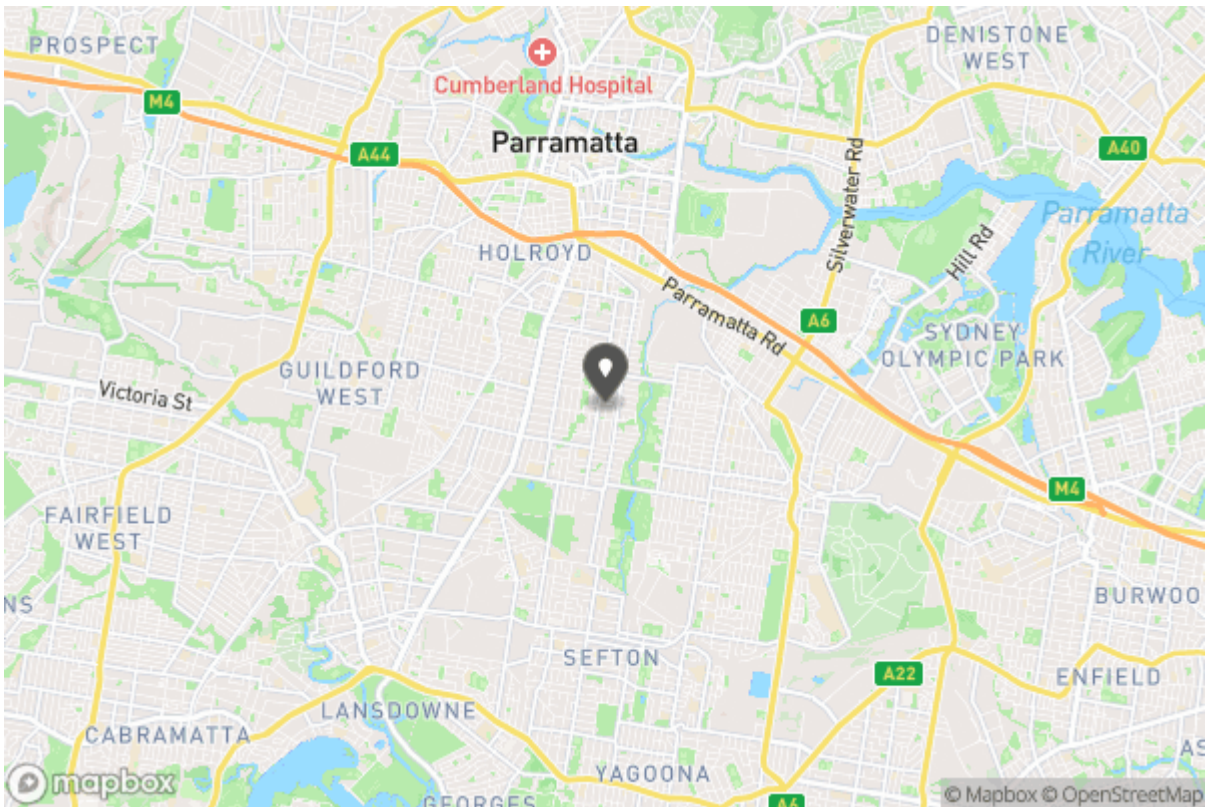 PROSPECT
DENISTONE
WEST
Cumberland Hospital
M4
Parramatta
A44
A40
Silverwater Rd
Parramatta
River
HOLROYD
Hill Rd
Parramatta Rd
A6
SYDNEY
OLYMPIC PARK
GUILDFORD
WEST
Victoria St
M4
FAIRFIELD
WEST
NS
BURWOO
SEFTON
A22
ENFIELD
LANSDOWNE
CABRAMATTA
AS
YAGOONA
mapbox
GEORGES
A6
© Mapbox © OpenStreetMap